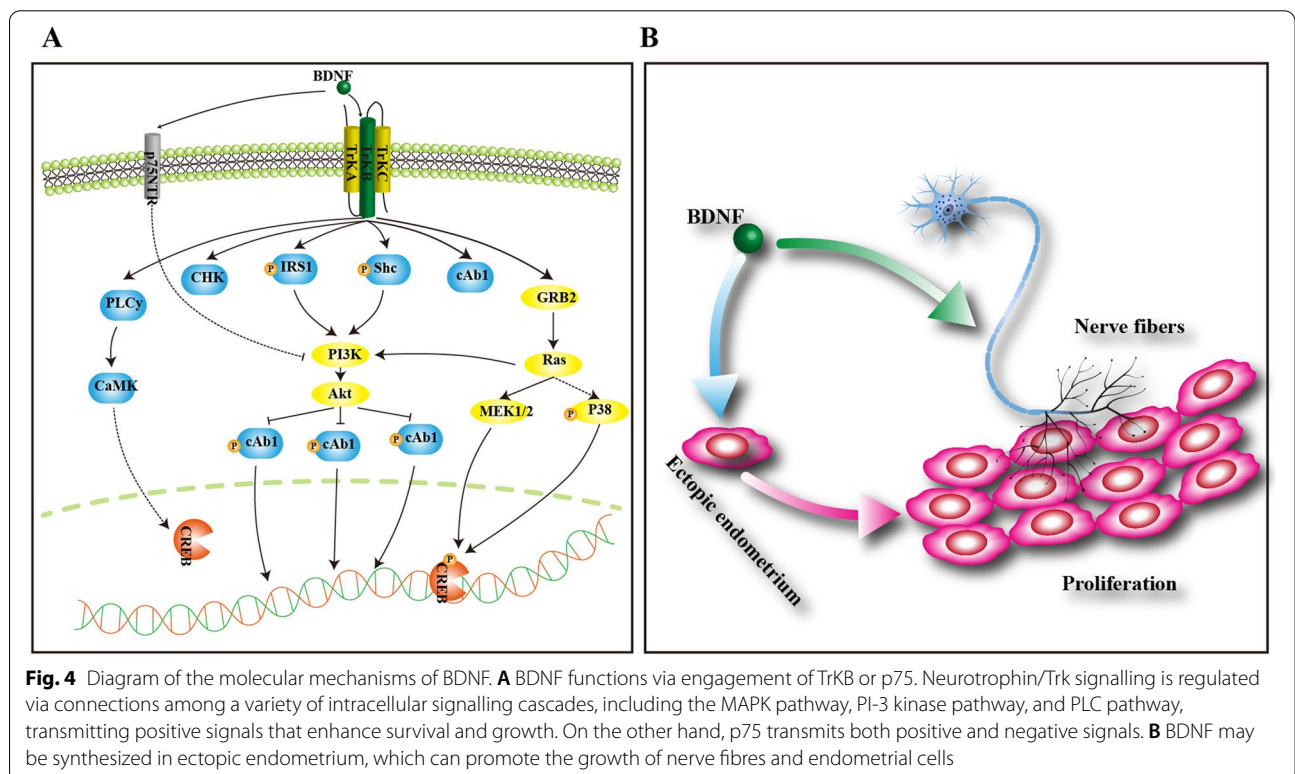 A
BDNF
p75NTR
TrKA
TrKB
TrKC
CHK
P IRS1
P Shc
cAb1
PLCy
GRB2
PI3K
Ras
CaMK
Akt
MEK1/2
P P38
P cAb1
P cAb1
P cAb1
CREB
P
CREB
B
BDNF
Nerve fibers
Ectopic endometrium
Proliferation
Fig. 4 Diagram of the molecular mechanisms of BDNF. A BDNF functions via engagement of TrKB or p75. Neurotrophin/Trk signalling is regulated
via connections among a variety of intracellular signalling cascades, including the MAPK pathway, PI-3 kinase pathway, and PLC pathway,
transmitting positive signals that enhance survival and growth. On the other hand, p75 transmits both positive and negative signals. B BDNF may
be synthesized in ectopic endometrium, which can promote the growth of nerve fibres and endometrial cells